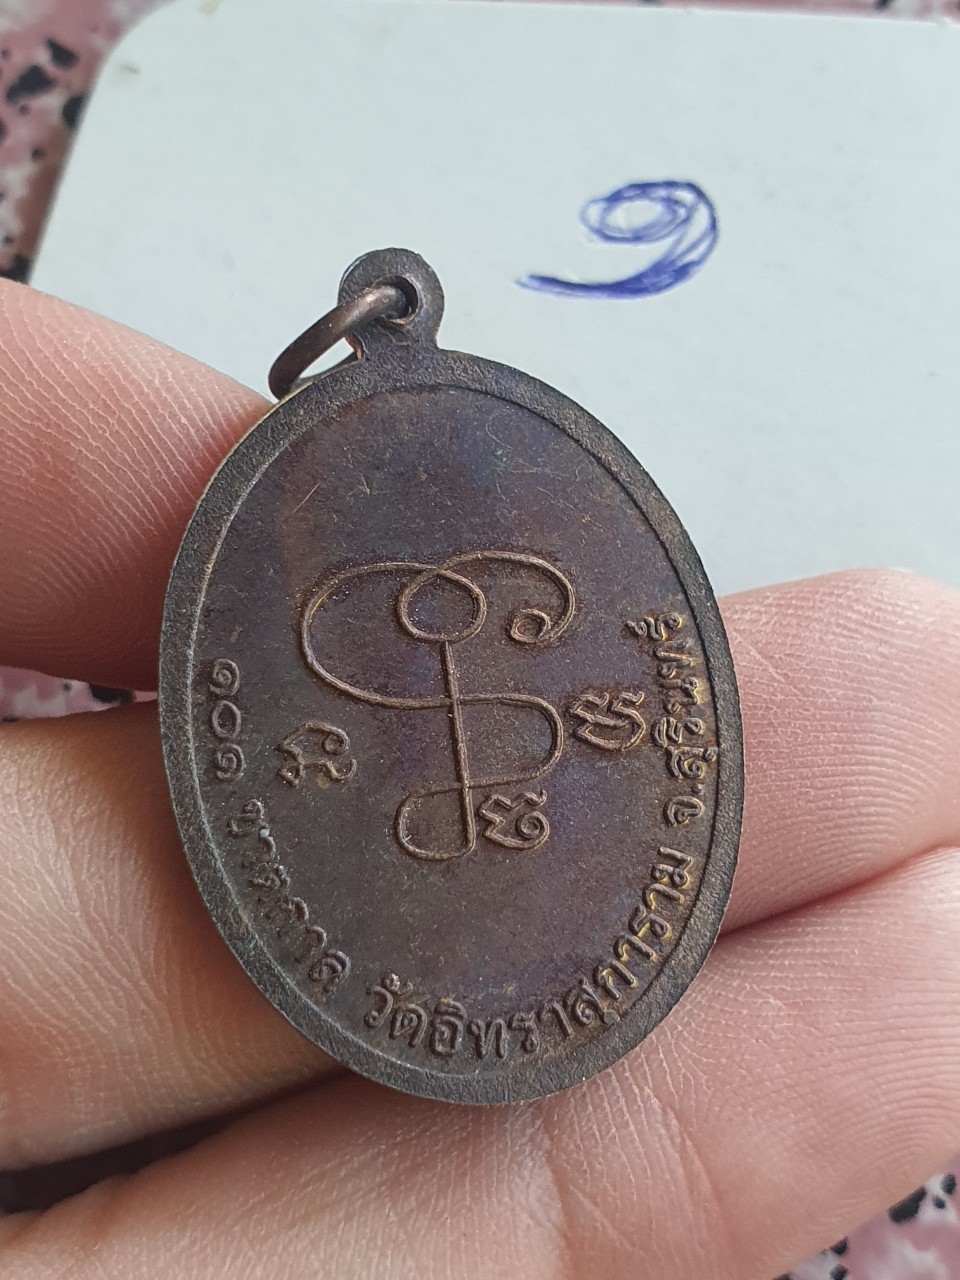 ๑๐๑ ชาติกาล วัดอิทราสุการาม จ.สุรินทร์